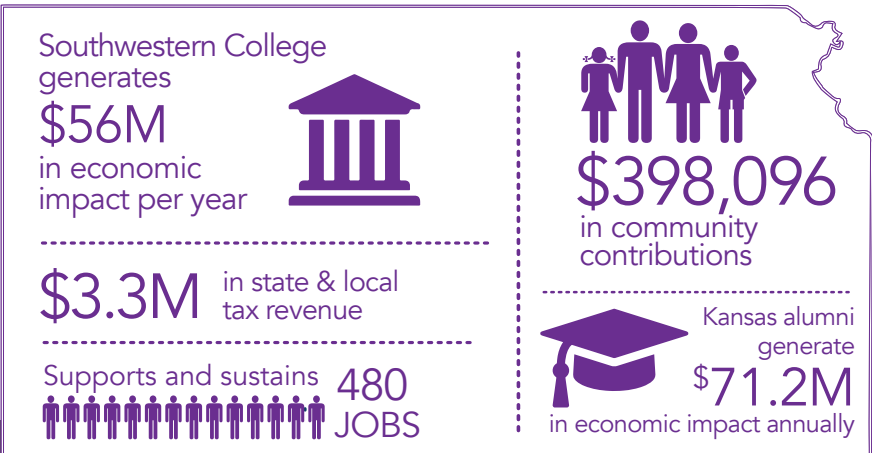 Southwestern College
generates
$56M
in economic
impact per year
$3.3M in state & local
tax revenue
Supports and sustains 480
JOBS
$398,096
in community
contributions
Kansas alumni
generate
$71.2M
in economic impact annually